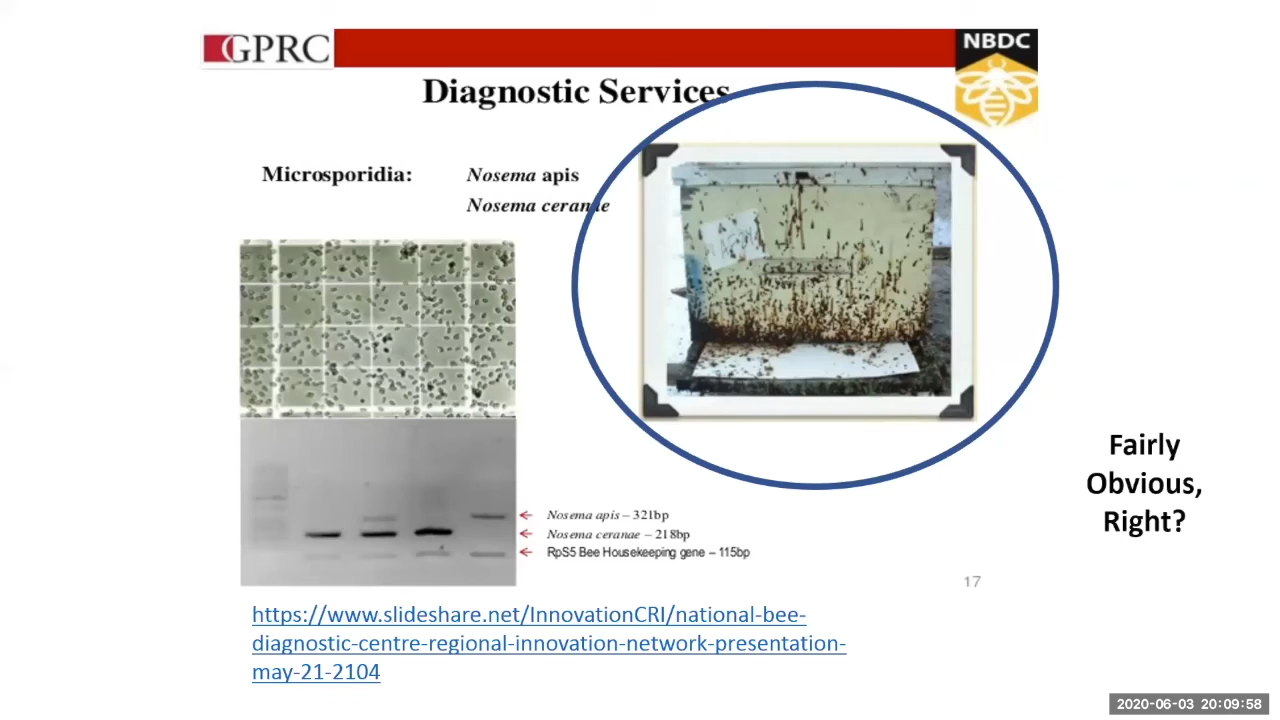 GPRC
NBDC
Diagnostic Services
Microsporidia:
Nosema apis
Nosema ceranae
Nosema apis – 321bp
Nosema ceranae – 218bp
RpS5 Bee Housekeeping gene – 115bp
Fairly
Obvious,
Right?
17
https://www.slideshare.net/InnovationCRI/national-bee-
diagnostic-centre-regional-innovation-network-presentation-
may-21-2104
2020-06-03 20:09:58